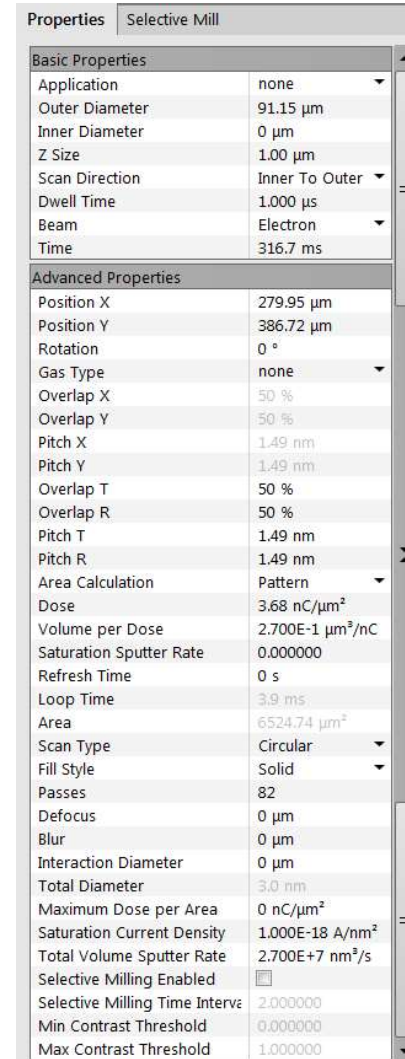 Properties Selective Mill
Basic Properties
Application none
Outer Diameter 91.15 µm
Inner Diameter 0 µm
Z Size 1.00 µm
Scan Direction Inner To Outer
Dwell Time 1.000 µs
Beam Electron
Time 316.7 ms
Advanced Properties
Position X 279.95 µm
Position Y 386.72 µm
Rotation 0 °
Gas Type none
Overlap X 50 %
Overlap Y 50 %
Pitch X 1.49 nm
Pitch Y 1.49 nm
Overlap T 50 %
Overlap R 50 %
Pitch T 1.49 nm
Pitch R 1.49 nm
Area Calculation Pattern
Dose 3.68 nC/µm²
Volume per Dose 2.700E-1 µm³/nC
Saturation Sputter Rate 0.000000
Refresh Time 0 s
Loop Time 3.9 ms
Area 6524.74 µm²
Scan Type Circular
Fill Style Solid
Passes 82
Defocus 0 µm
Blur 0 µm
Interaction Diameter 0 µm
Total Diameter 3.0 nm
Maximum Dose per Area 0 nC/µm²
Saturation Current Density 1.000E-18 A/nm²
Total Volume Sputter Rate 2.700E+7 nm³/s
Selective Milling Enabled
Selective Milling Time Interva 2.000000
Min Contrast Threshold 0.000000
Max Contrast Threshold 1.000000